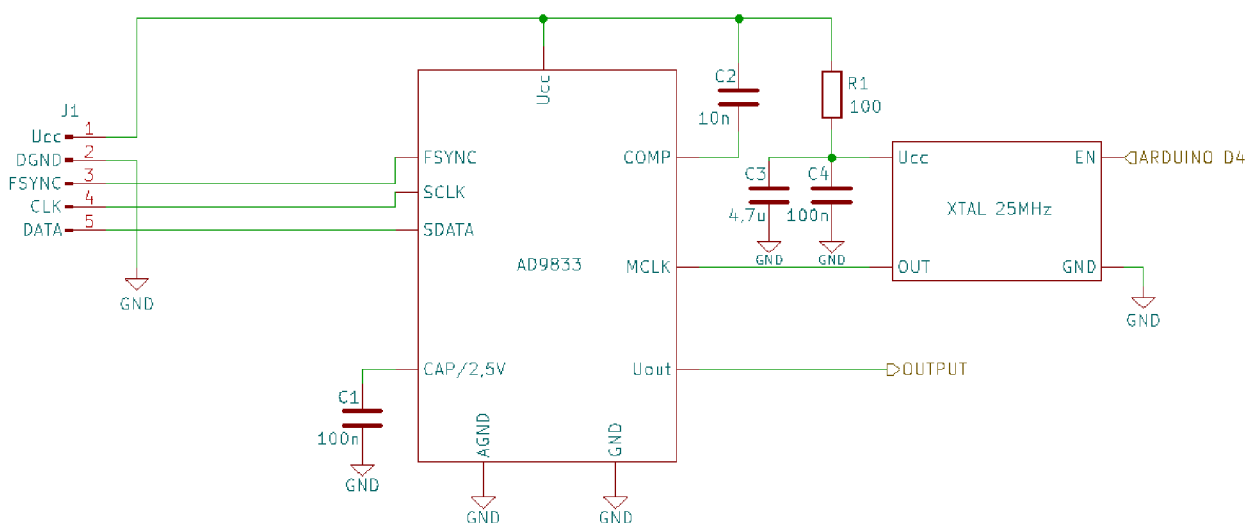 J1
Ucc 1
DGND 2
FSYNC 3
CLK 4
DATA 5
GND
Ucc
FSYNC
SCLK
SDATA
CAP/2,5V
AD9833
COMP
MCLK
Uout
AGND
GND
C1
100n
GND
GND
GND
C2
10n
R1
100
C3
4,7u
GND
C4
100n
GND
Ucc
EN
XTAL 25MHz
OUT
GND
GND
ARDUINO D4
OUTPUT